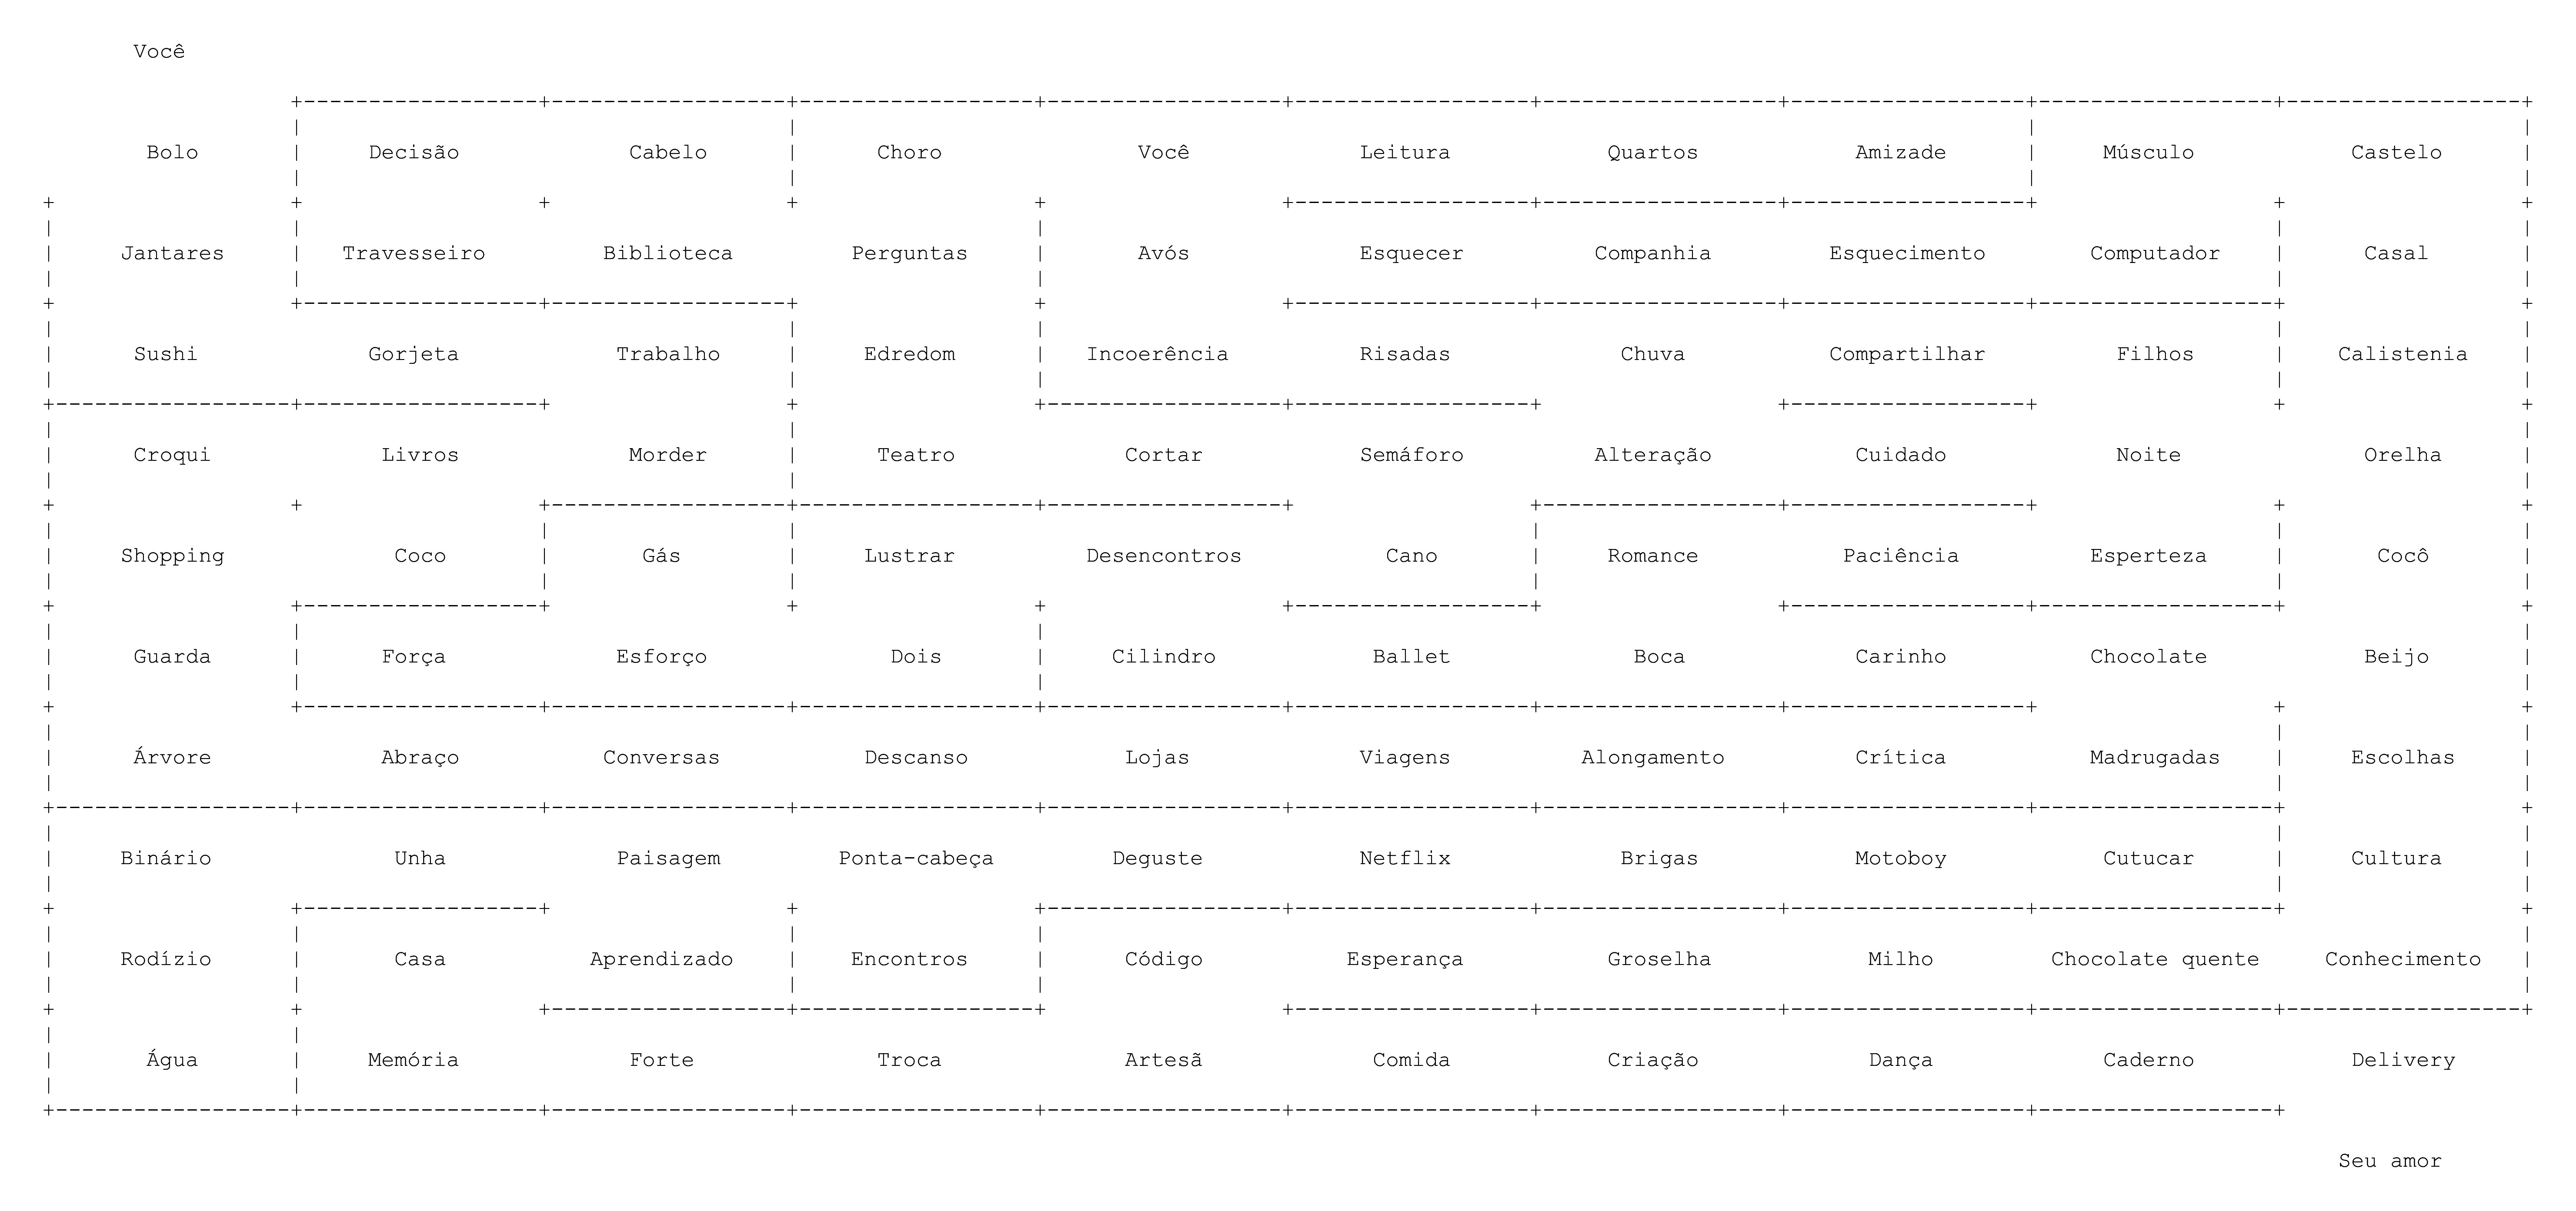 Você
Bolo Decisão Cabelo Choro Você Leitura Quartos Amizade Músculo Castelo
Jantares Travesseiro Biblioteca Perguntas Avós Esquecer Companhia Esquecimento Computador Casal
Sushi Gorjeta Trabalho Edredom Incoerência Risadas Chuva Compartilhar Filhos Calistenia
Croqui Livros Morder Teatro Cortar Semáforo Alteração Cuidado Noite Orelha
Shopping Coco Gás Lustrar Desencontros Cano Romance Paciência Esperteza Cocô
Guarda Força Esforço Dois Cilindro Ballet Boca Carinho Chocolate Beijo
Árvore Abraço Conversas Descanso Lojas Viagens Alongamento Crítica Madrugadas Escolhas
Binário Unha Paisagem Ponta-cabeça Deguste Netflix Brigas Motoboy Cutucar Cultura
Rodízio Casa Aprendizado Encontros Código Esperança Groselha Milho Chocolate quente Conhecimento
Água Memória Forte Troca Artesã Comida Criação Dança Caderno Delivery
Seu amor